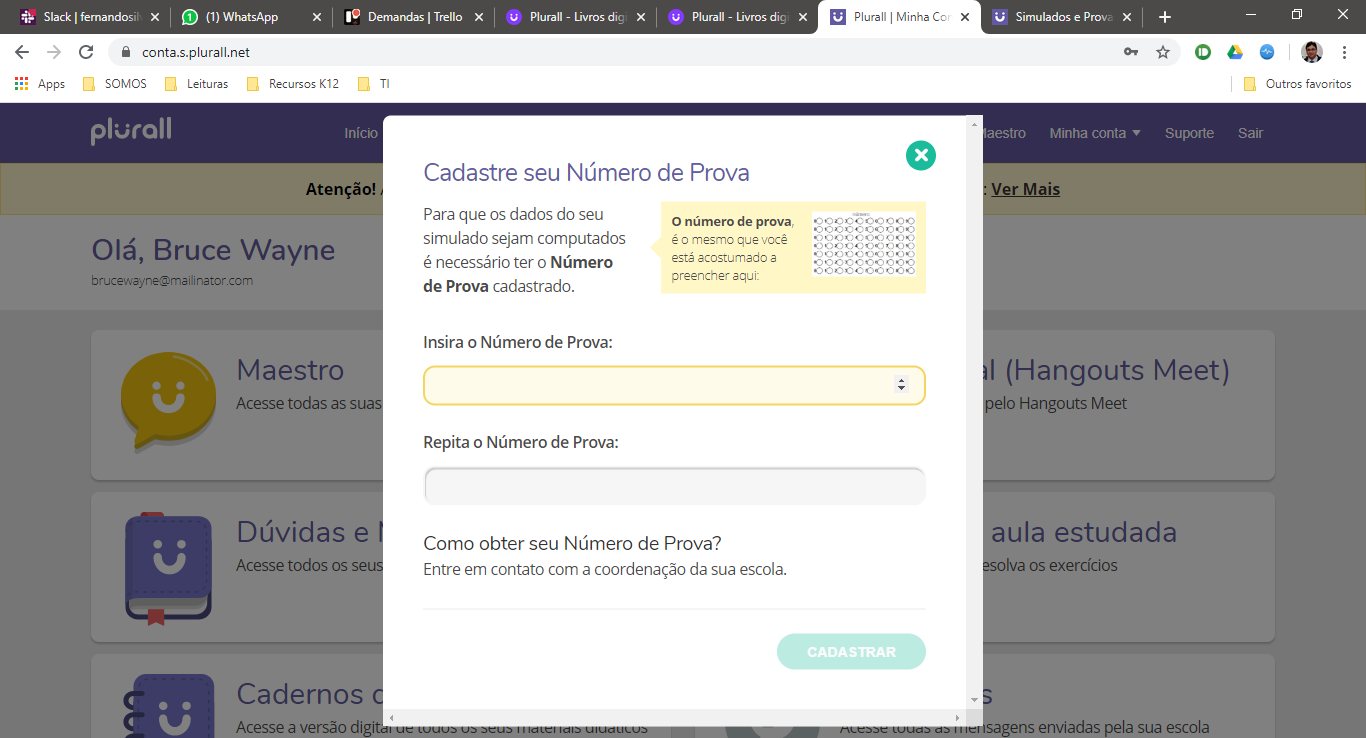 Slack | fernandosil
(1) WhatsApp
Demandas | Trello
Plurall - Livros digi
Plurall - Livros digi
Plurall | Minha Con
Simulados e Prova
conta.s.plurall.net
Apps
SOMOS
Leituras
Recursos K12
TI
Outros favoritos
plurall
Início
Maestro
Minha conta
Suporte
Sair
Atenção!
: Ver Mais
Olá, Bruce Wayne
brucewayne@mailinator.com
Cadastre seu Número de Prova
Para que os dados do seu
simulado sejam computados
é necessário ter o Número
de Prova cadastrado.
O número de prova,
é o mesmo que você
está acostumado a
preencher aqui:
Insira o Número de Prova:
Repita o Número de Prova:
Como obter seu Número de Prova?
Entre em contato com a coordenação da sua escola.
CADASTRAR
Maestro
Acesse todas as suas
al (Hangouts Meet)
pelo Hangouts Meet
Dúvidas e
Acesse todos os seus
aula estudada
esolva os exercícios
Cadernos
Acesse a versão digital de todos os seus materiais didáticos
s
Acesse todas as mensagens enviadas pela sua escola